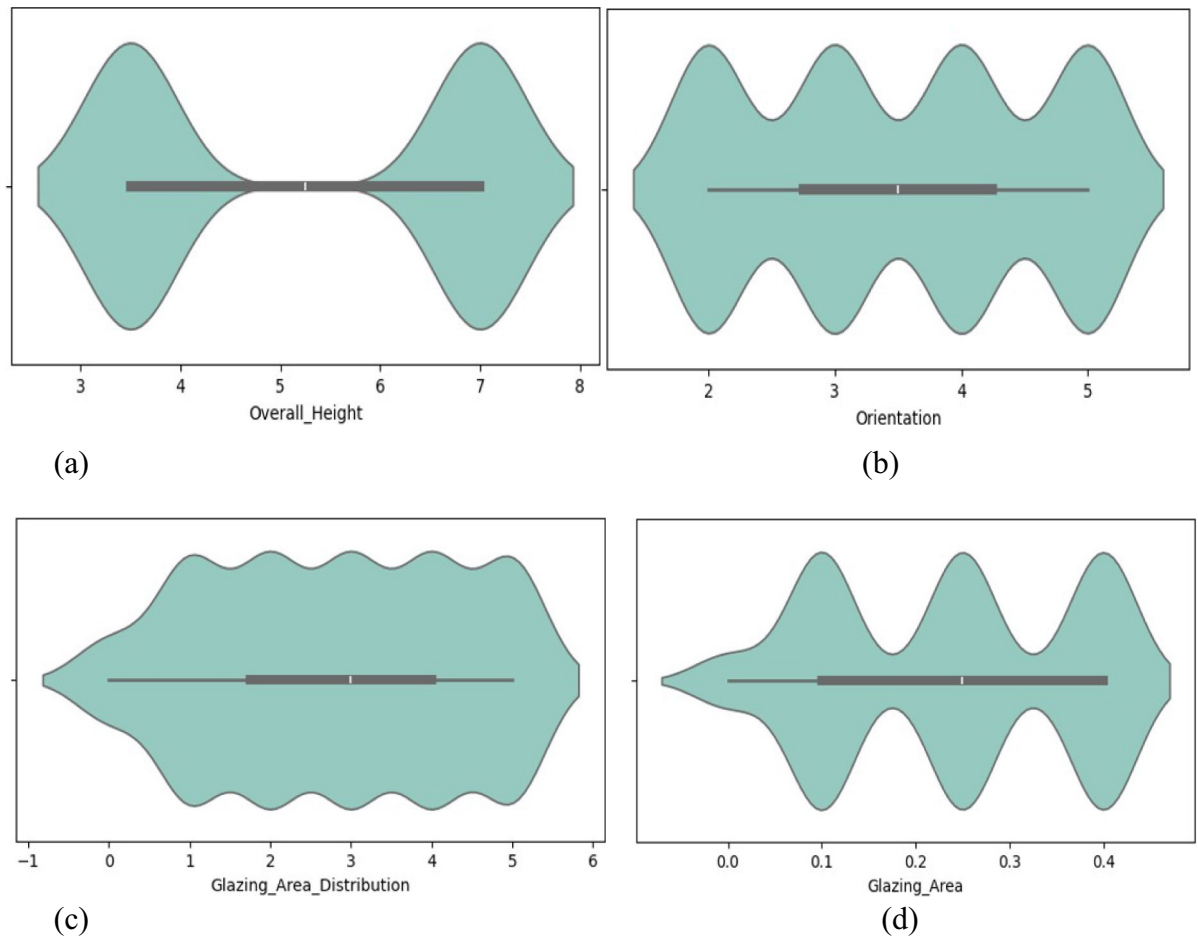 3 4 5 6 7 8
Overall_Height
(a)
2 3 4 5
Orientation
(b)
−1 0 1 2 3 4 5 6
Glazing_Area_Distribution
(c)
0.0 0.1 0.2 0.3 0.4
Glazing_Area
(d)